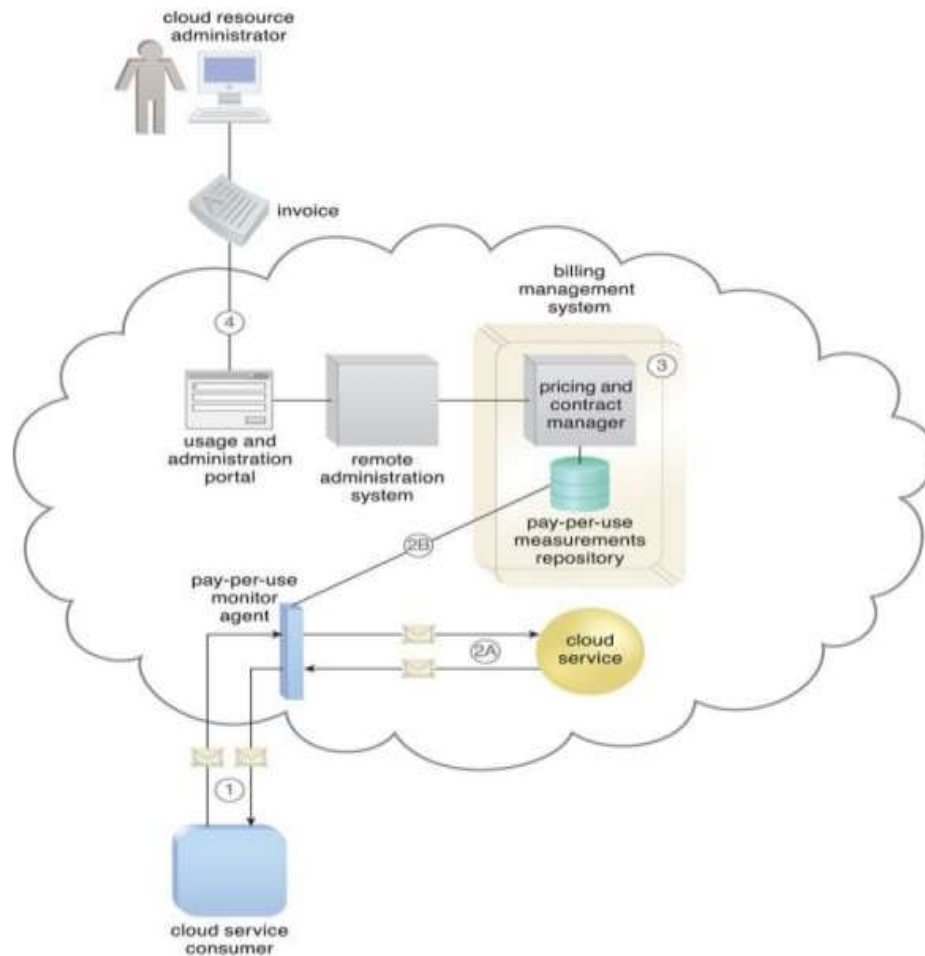 cloud resource
administrator
invoice
billing
management
system
4
3
pricing and
contract
manager
usage and
administration
portal
remote
administration
system
pay-per-use
measurements
repository
2B
pay-per-use
monitor
agent
2A
cloud
service
1
cloud service
consumer